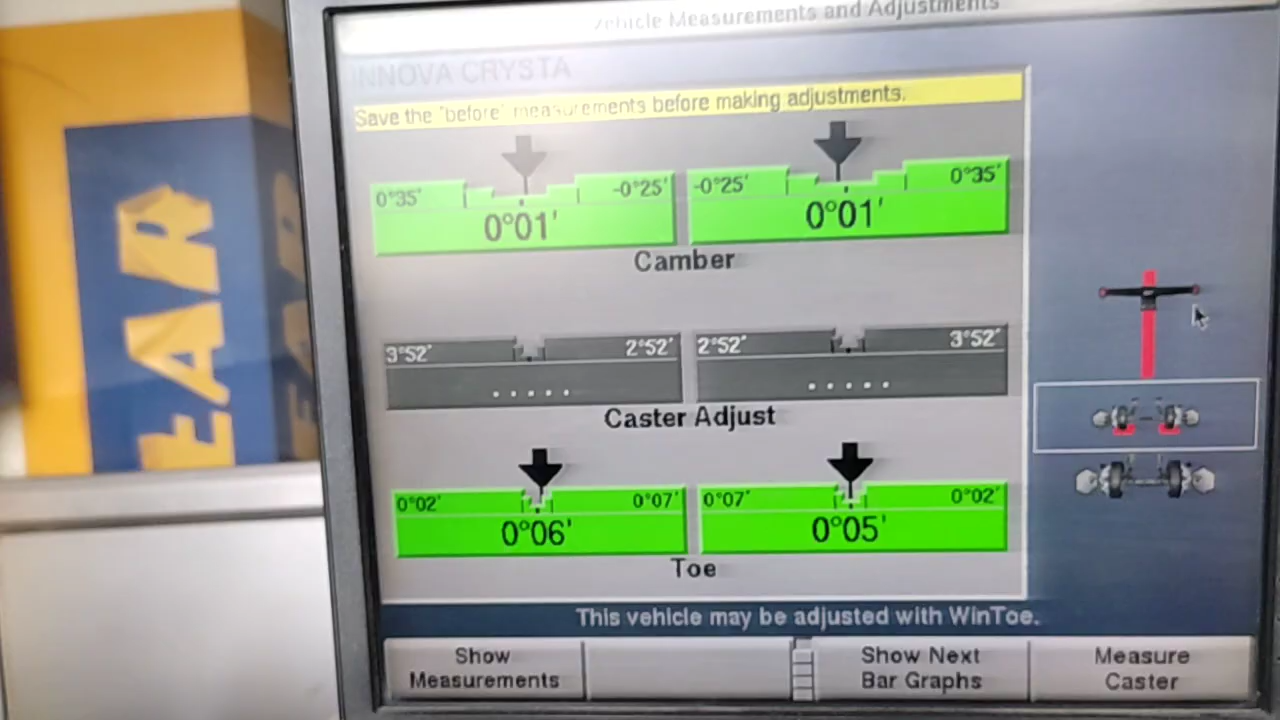 Vehicle Measurements and Adjustments
INNOVA CRYSTA
Save the 'before' measurements before making adjustments.
0°35' -0°25' -0°25' 0°35'
0°01' 0°01'
Camber
3°52' 2°52' 2°52' 3°52'
. . . . . . . . . .
Caster Adjust
0°02' 0°07' 0°07' 0°02'
0°06' 0°05'
Toe
This vehicle may be adjusted with WinToe.
Show Measurements
Show Next Bar Graphs
Measure Caster
EAR
EAR